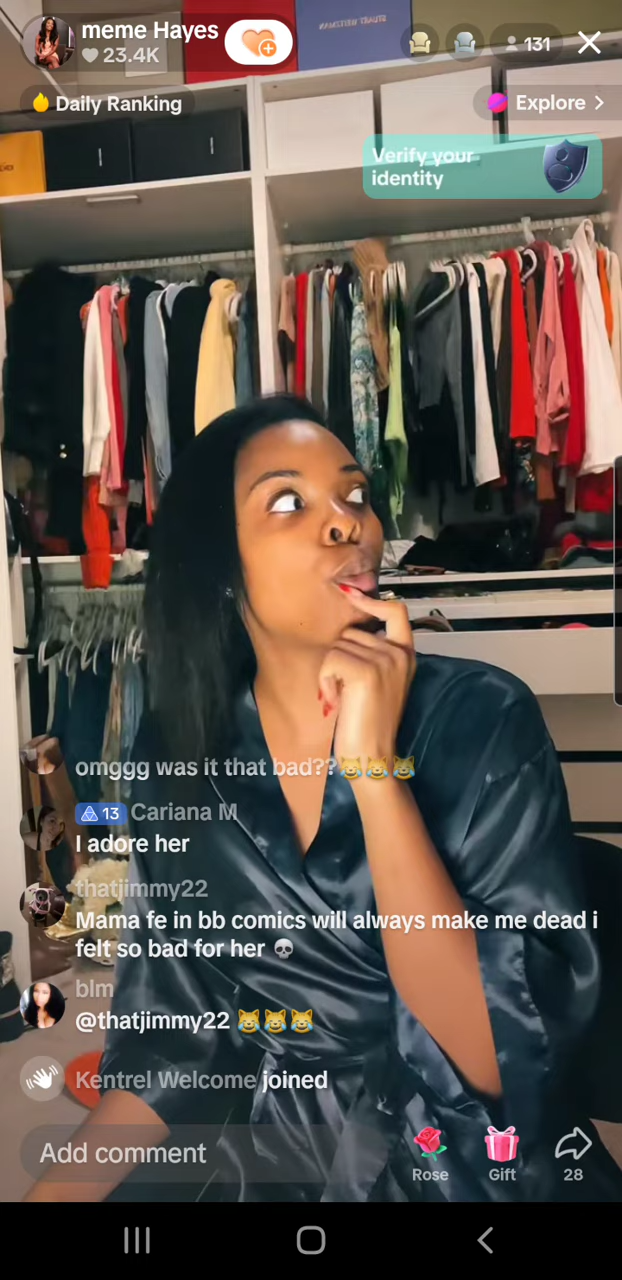 meme Hayes
23.4K
131
Daily Ranking
Explore
Verify your
identity
STUART WEITZMAN
omggg was it that bad??😹😹😹
13 Cariana M
I adore her
thatjimmy22
Mama fe in bb comics will always make me dead i
felt so bad for her 💀
blm
@thatjimmy22 😹😹😹
Kentrel Welcome joined
Add comment
Rose
Gift
28